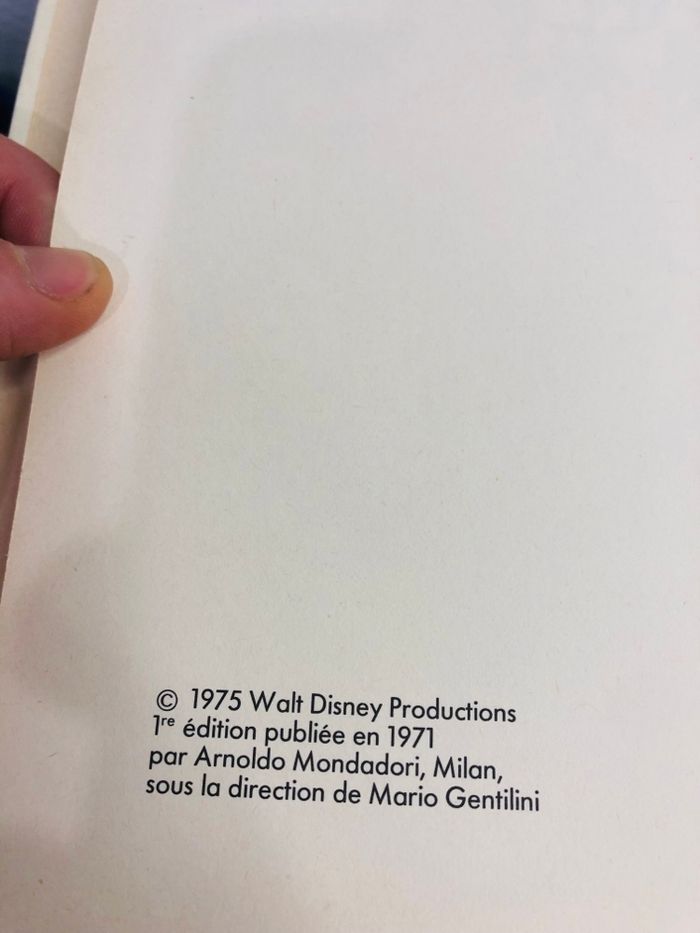 © 1975 Walt Disney Productions
1re édition publiée en 1971
par Arnoldo Mondadori, Milan,
sous la direction de Mario Gentilini